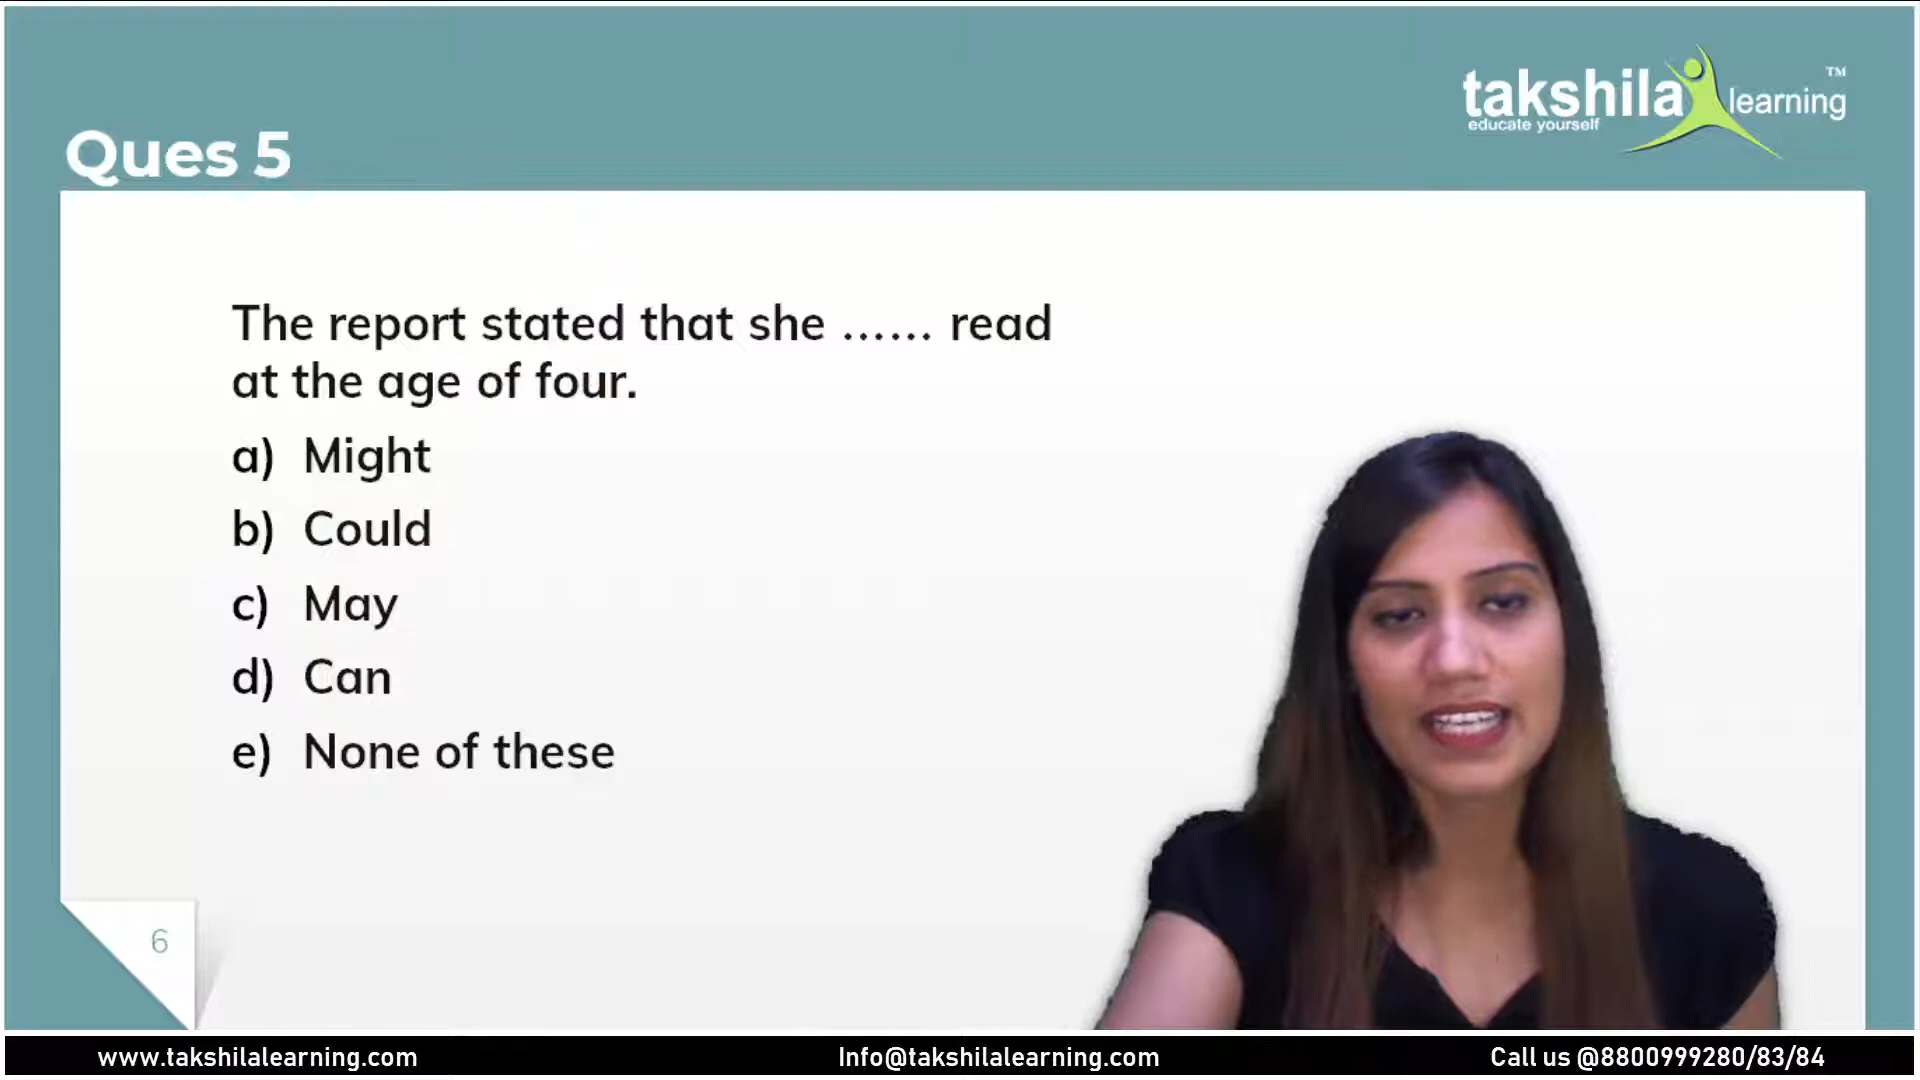 takshila learning ™
educate yourself
Ques 5
The report stated that she ...... read
at the age of four.
a) Might
b) Could
c) May
d) Can
e) None of these
6
www.takshilalearning.com Info@takshilalearning.com Call us @8800999280/83/84